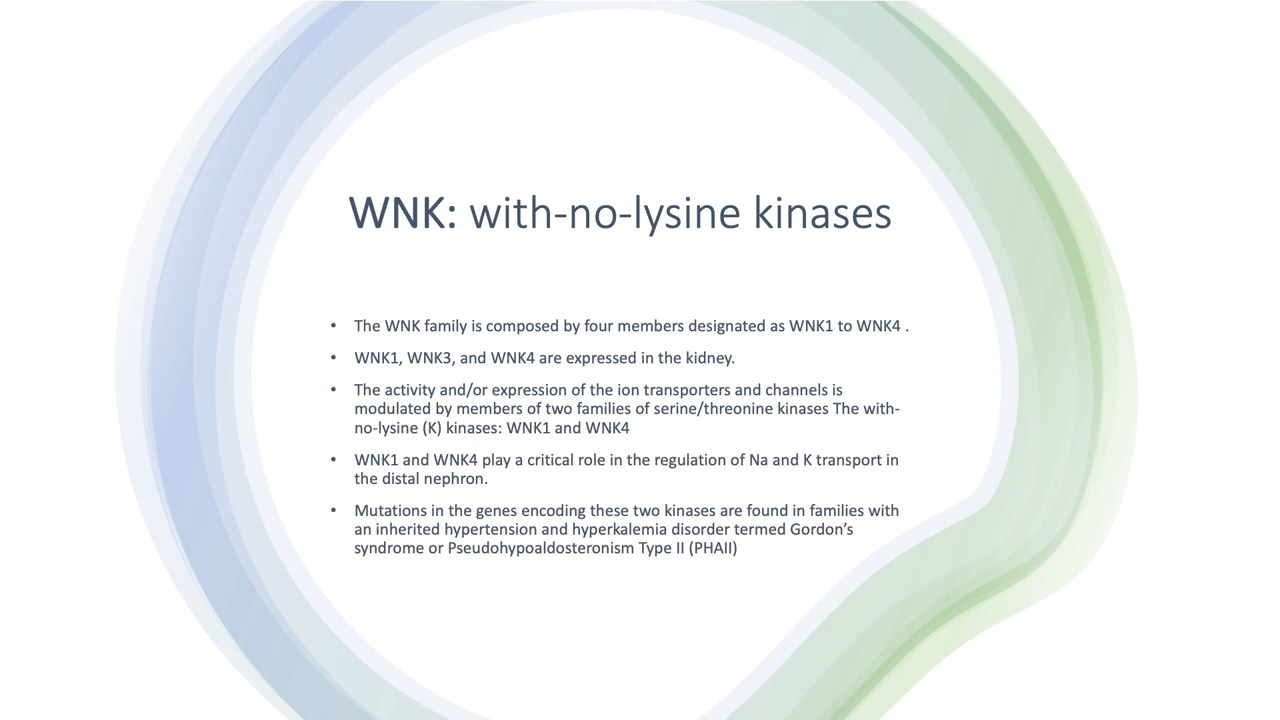 WNK: with-no-lysine kinases
• The WNK family is composed by four members designated as WNK1 to WNK4 .
• WNK1, WNK3, and WNK4 are expressed in the kidney.
• The activity and/or expression of the ion transporters and channels is
modulated by members of two families of serine/threonine kinases The with-
no-lysine (K) kinases: WNK1 and WNK4
• WNK1 and WNK4 play a critical role in the regulation of Na and K transport in
the distal nephron.
• Mutations in the genes encoding these two kinases are found in families with
an inherited hypertension and hyperkalemia disorder termed Gordon’s
syndrome or Pseudohypoaldosteronism Type II (PHAII)